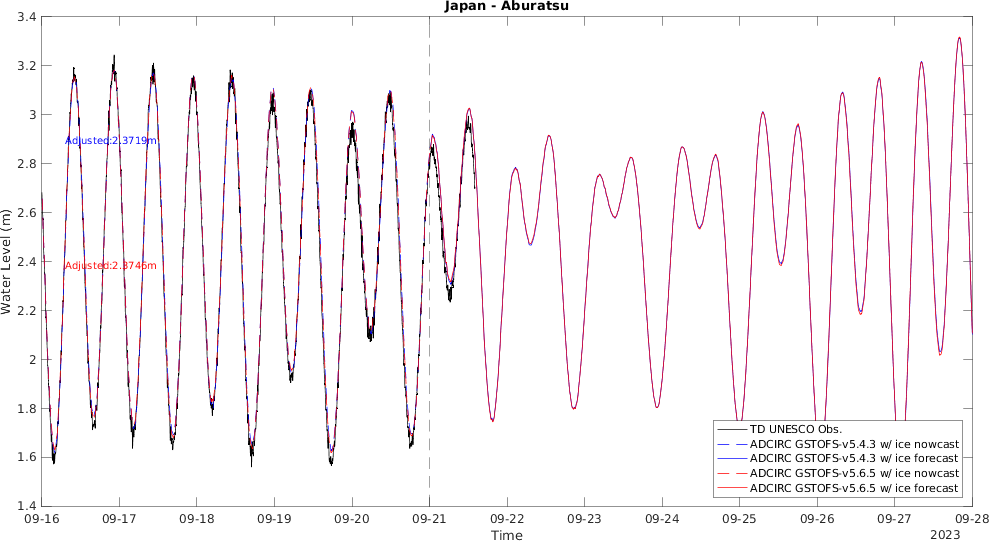 Japan - Aburatsu
3.4
3.2
3
2.8
2.6
2.4
2.2
2
1.8
1.6
1.4
Water Level (m)
Adjusted:2.3719m
Adjusted:2.3746m
TD UNESCO Obs.
ADCIRC GSTOFS-v5.4.3 w/ ice nowcast
ADCIRC GSTOFS-v5.4.3 w/ ice forecast
ADCIRC GSTOFS-v5.6.5 w/ ice nowcast
ADCIRC GSTOFS-v5.6.5 w/ ice forecast
09-16 09-17 09-18 09-19 09-20 09-21 09-22 09-23 09-24 09-25 09-26 09-27 09-28
Time
2023